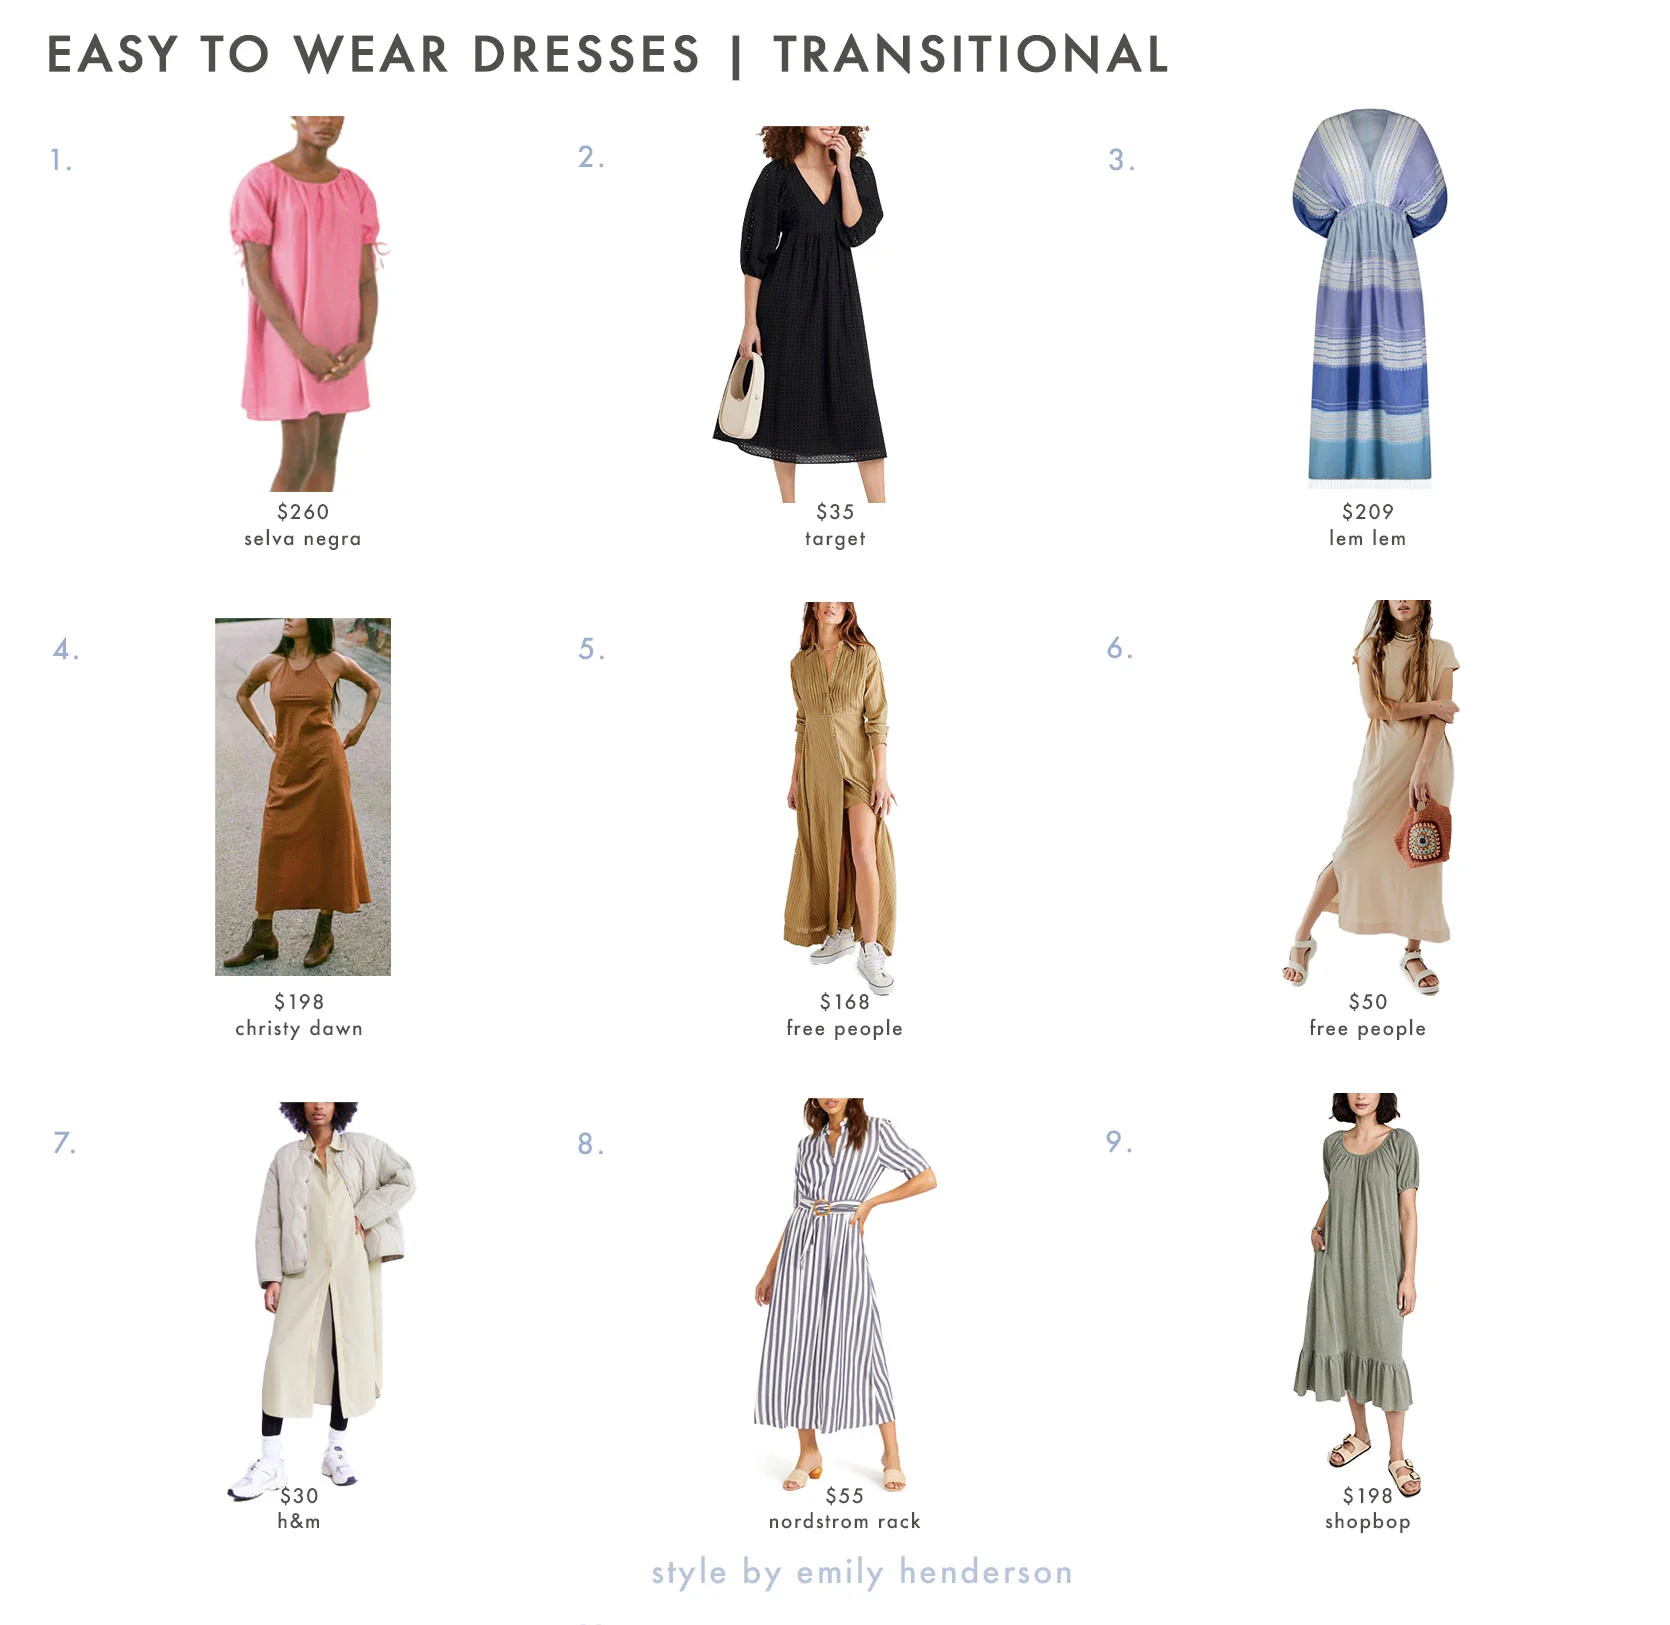 EASY TO WEAR DRESSES | TRANSITIONAL
1.
2.
3.
$260
selva negra
$35
target
$209
lem lem
4.
5.
6.
$198
christy dawn
$168
free people
$50
free people
7.
8.
9.
$30
h&m
$55
nordstrom rack
$198
shopbop
style by emily henderson